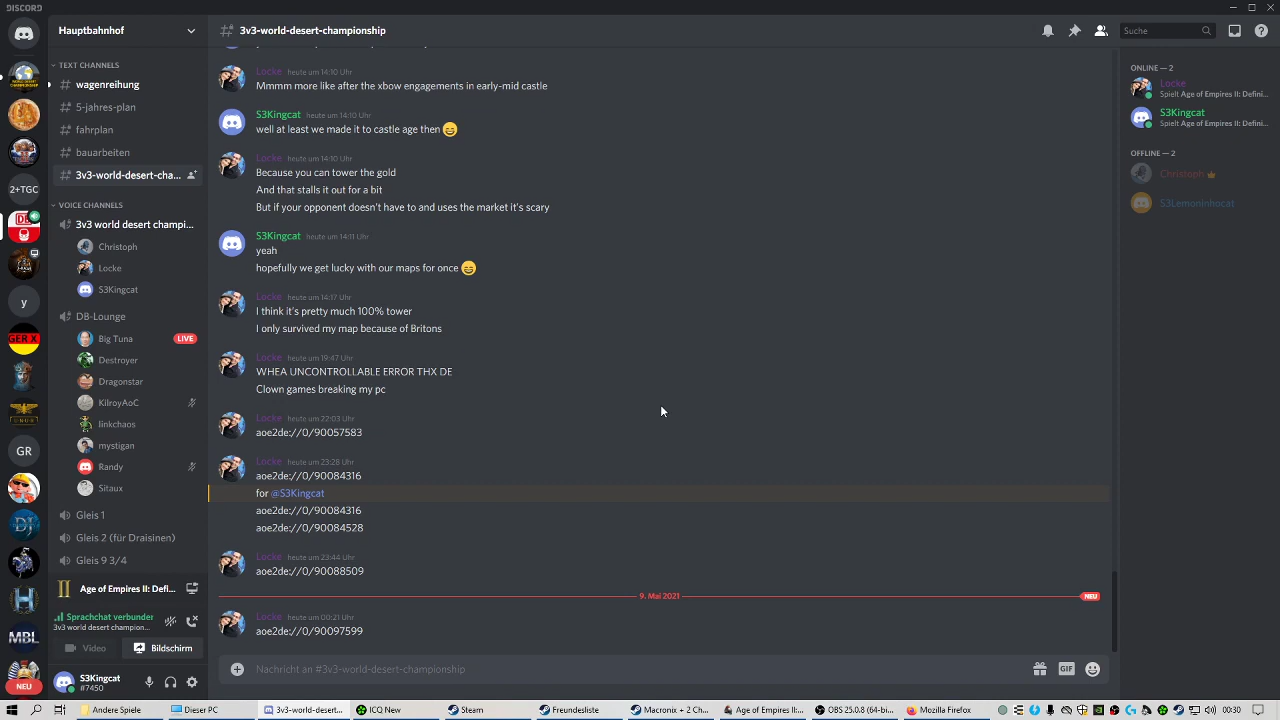 DISCORD
Hauptbahnhof
3v3-world-desert-championship
Suche
TEXT CHANNELS
wagenreihung
5-jahres-plan
fahrplan
bauarbeiten
3v3-world-desert-cha...
VOICE CHANNELS
3v3 world desert champi...
Christoph
Locke
S3Kingcat
DB-Lounge
Big Tuna
LIVE
Destroyer
Dragonstar
KilroyAoC
linkchaos
mystigan
Randy
Sitaux
Gleis 1
Gleis 2 (für Draisinen)
Gleis 9 3/4
Age of Empires II: Defi...
Sprachchat verbunden
3v3 world desert champion...
Video
Bildschirm
S3Kingcat
#7450
2+TGC
y
GER X
GR
DJ
H
MBL
NEU
Locke heute um 14:10 Uhr
Mmmm more like after the xbow engagements in early-mid castle
S3Kingcat heute um 14:10 Uhr
well at least we made it to castle age then 😄
Locke heute um 14:10 Uhr
Because you can tower the gold
And that stalls it out for a bit
But if your opponent doesn't have to and uses the market it's scary
S3Kingcat heute um 14:11 Uhr
yeah
hopefully we get lucky with our maps for once 😄
Locke heute um 14:17 Uhr
I think it's pretty much 100% tower
I only survived my map because of Britons
Locke heute um 19:47 Uhr
WHEA UNCONTROLLABLE ERROR THX DE
Clown games breaking my pc
Locke heute um 22:03 Uhr
aoe2de://0/90057583
Locke heute um 23:28 Uhr
aoe2de://0/90084316
for @S3Kingcat
aoe2de://0/90084316
aoe2de://0/90084528
Locke heute um 23:44 Uhr
aoe2de://0/90088509
9. Mai 2021
NEU
Locke heute um 00:21 Uhr
aoe2de://0/90097599
Nachricht an #3v3-world-desert-championship
GIF
ONLINE — 2
Locke
Spielt Age of Empires II: Defini...
S3Kingcat
Spielt Age of Empires II: Defini...
OFFLINE — 2
Christoph
S3LemonInhocat
Andere Spiele
Dieser PC
3v3-world-desert-c...
ICQ New
Steam
Freundesliste
Macronix + 2 Cha...
Age of Empires II:...
OBS 25.0.8 (64-bi...
Mozilla Firefox
00:30